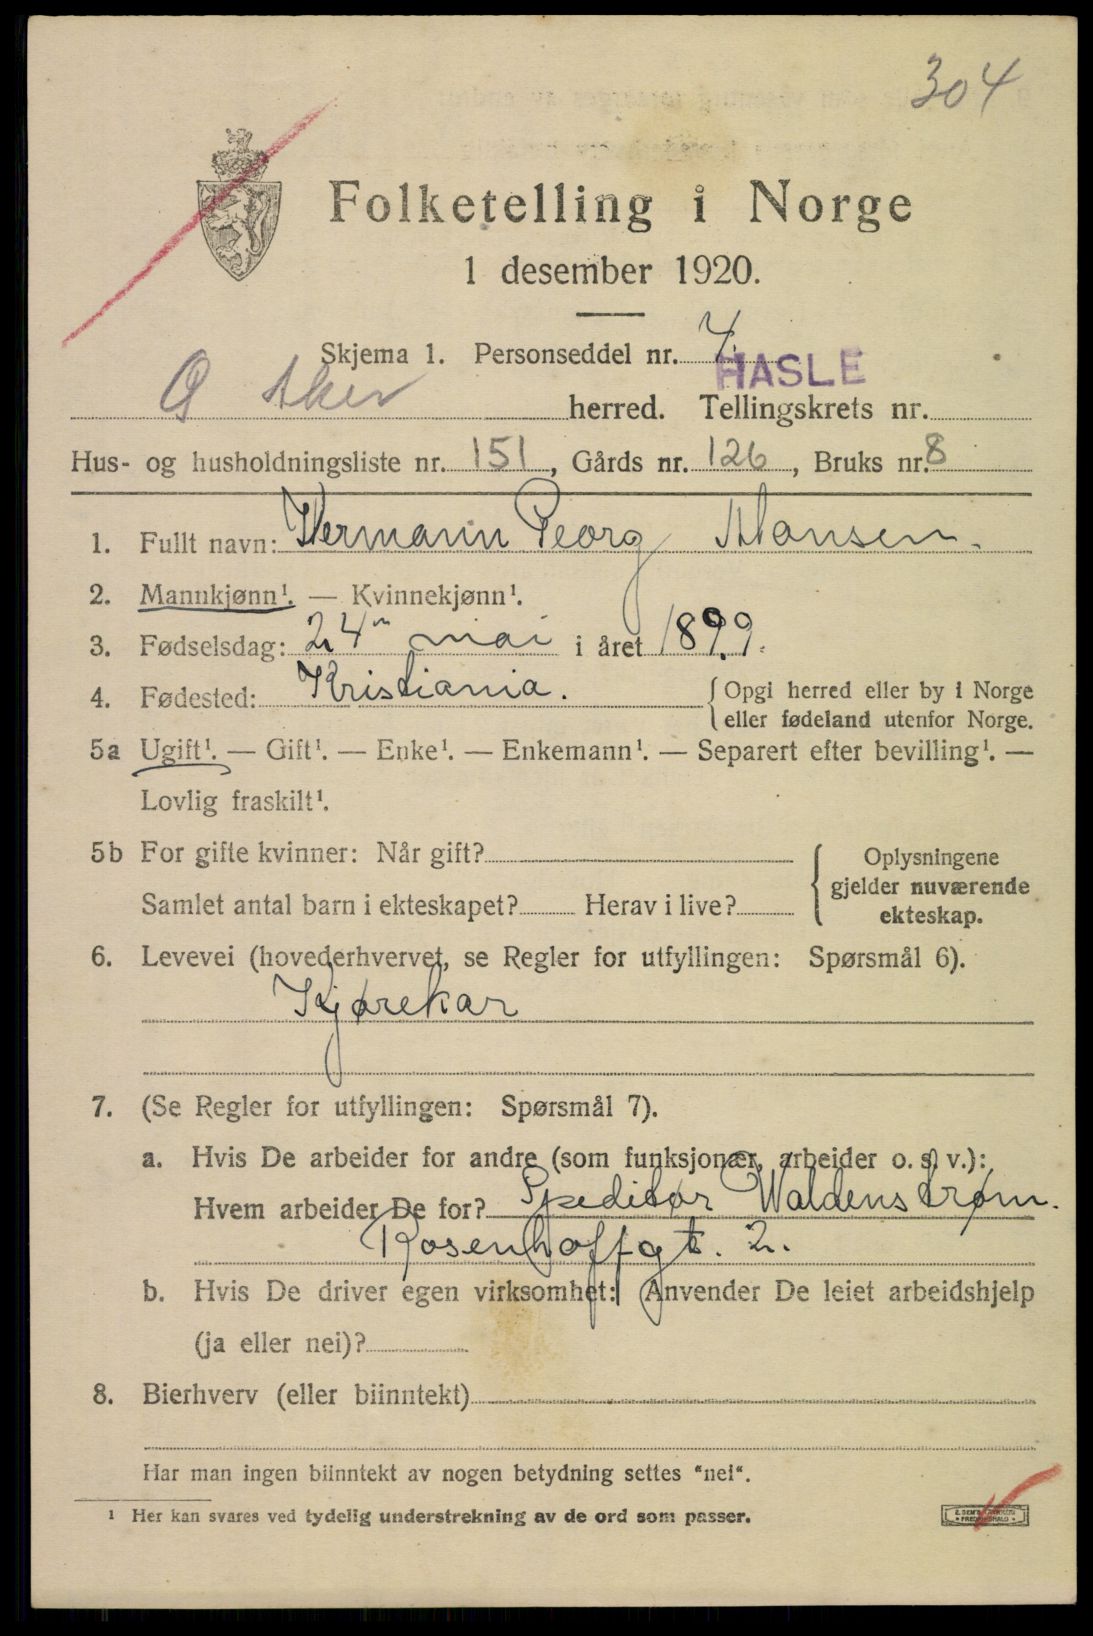 304
Folketelling i Norge
1 desember 1920.
Skjema 1. Personseddel nr. 4.
HASLE
Ø Aker herred. Tellingskrets nr.
Hus- og husholdningsliste nr. 151, Gårds nr. 126, Bruks nr. 8
1. Fullt navn: Hermann Georg Hansen.
2. Mannkjønn¹. — Kvinnekjønn¹.
3. Fødselsdag: 24 mai i året 1899.
4. Fødested: Kristiania. {Opgi herred eller by i Norge
eller fødeland utenfor Norge.
5a Ugift¹. — Gift¹. — Enke¹. — Enkemann¹. — Separert efter bevilling¹. —
Lovlig fraskilt¹.
5b For gifte kvinner: Når gift?
Samlet antal barn i ekteskapet? Herav i live?
{Oplysningene
gjelder nuværende
ekteskap.
6. Levevei (hovederhvervet, se Regler for utfyllingen: Spørsmål 6).
Kjørekar
7. (Se Regler for utfyllingen: Spørsmål 7).
a. Hvis De arbeider for andre (som funksjonær, arbeider o. s. v.):
Hvem arbeider De for? Speditør Waldenstrøm.
Rosenhoffgt. 2.
b. Hvis De driver egen virksomhet: Anvender De leiet arbeidshjelp
(ja eller nei)?
8. Bierhverv (eller biinntekt)
Har man ingen biinntekt av nogen betydning settes "nei".
¹ Her kan svares ved tydelig understrekning av de ord som passer.